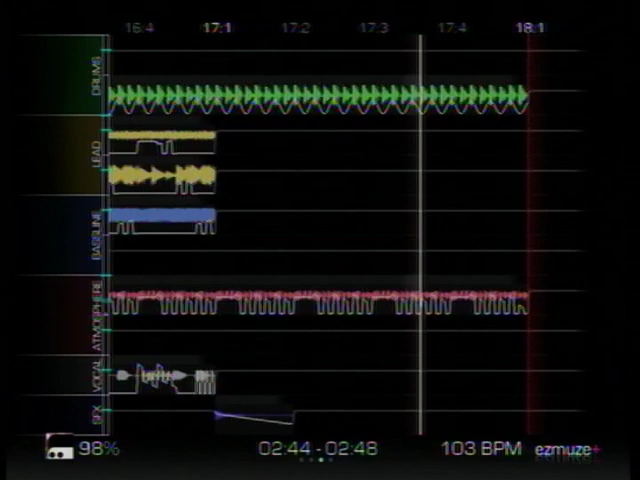 16:4 17:1 17:2 17:3 17:4 18:1
DRUMS
LEAD
BASSLINE
ATMOSPHERE
VOCAL
SFX
98% 02:44 - 02:48 103 BPM ezmuze+